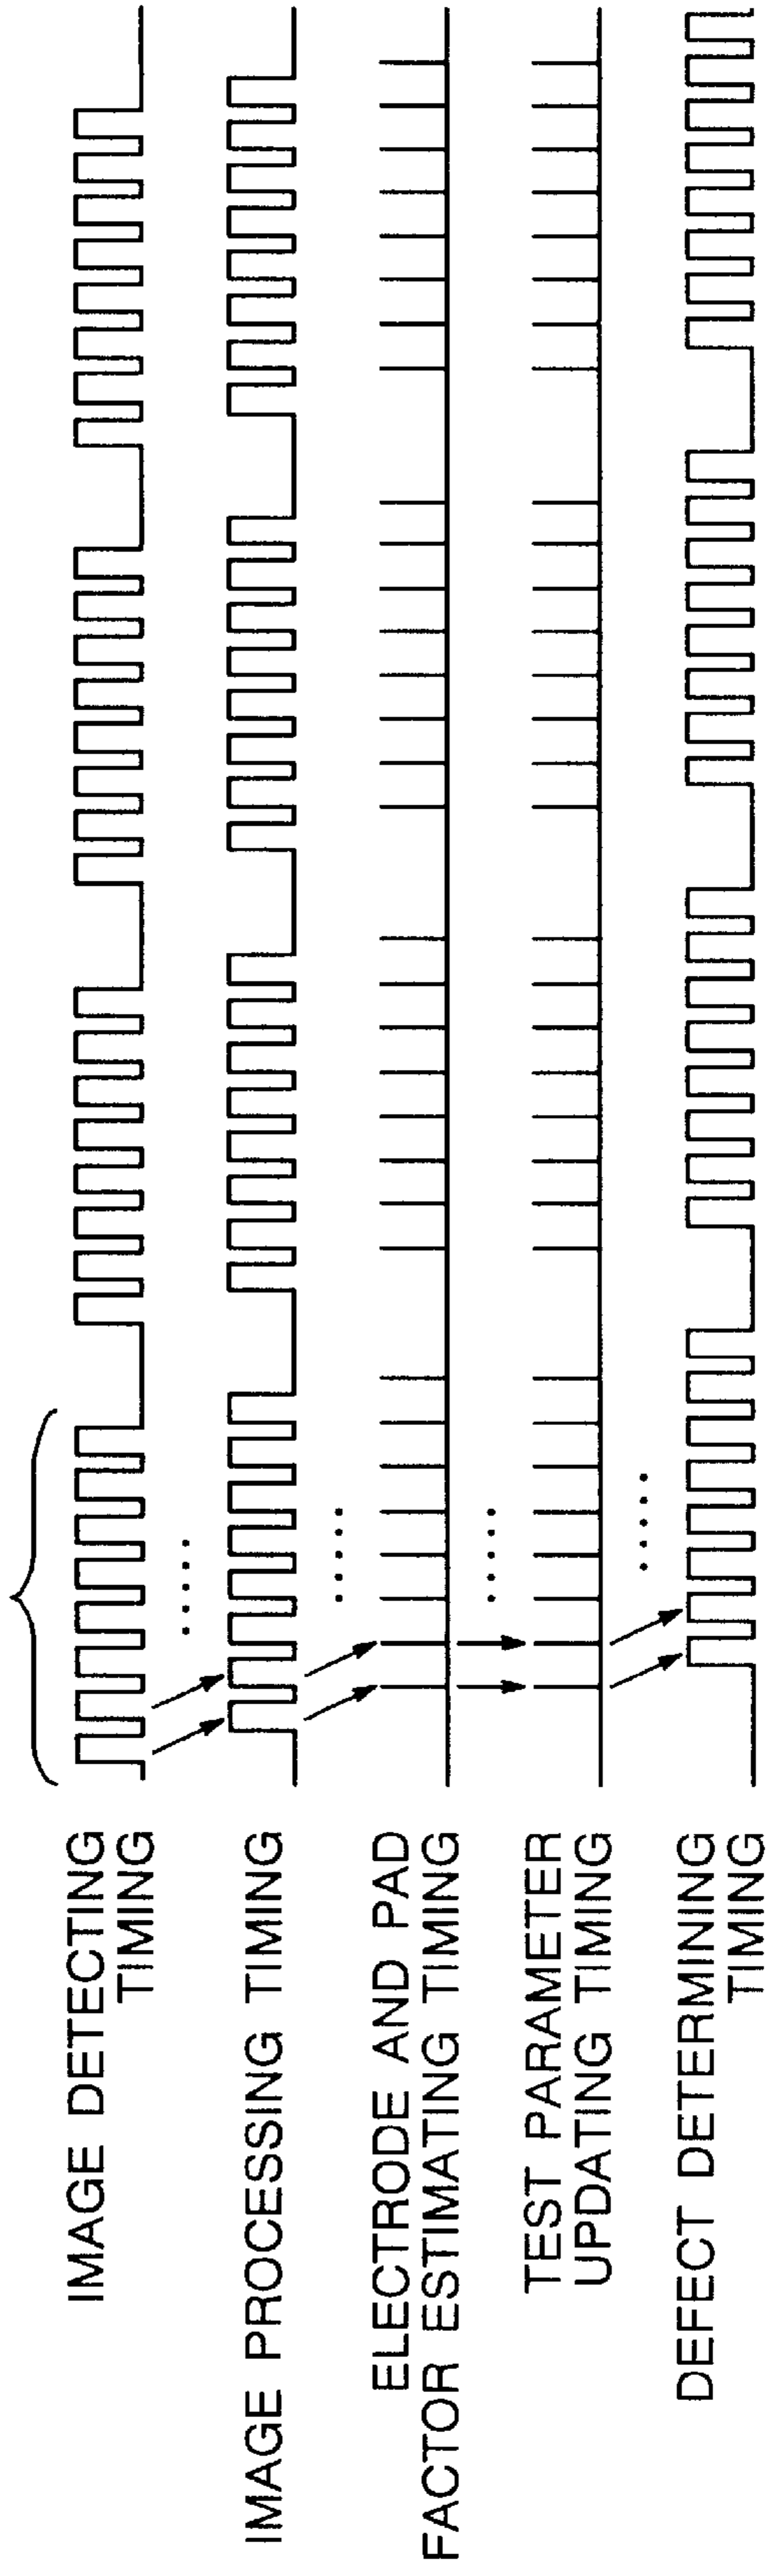 IMAGE DETECTING
TIMING
IMAGE PROCESSING TIMING
ELECTRODE AND PAD
FACTOR ESTIMATING TIMING
TEST PARAMETER
UPDATING TIMING
DEFECT DETERMINING
TIMING